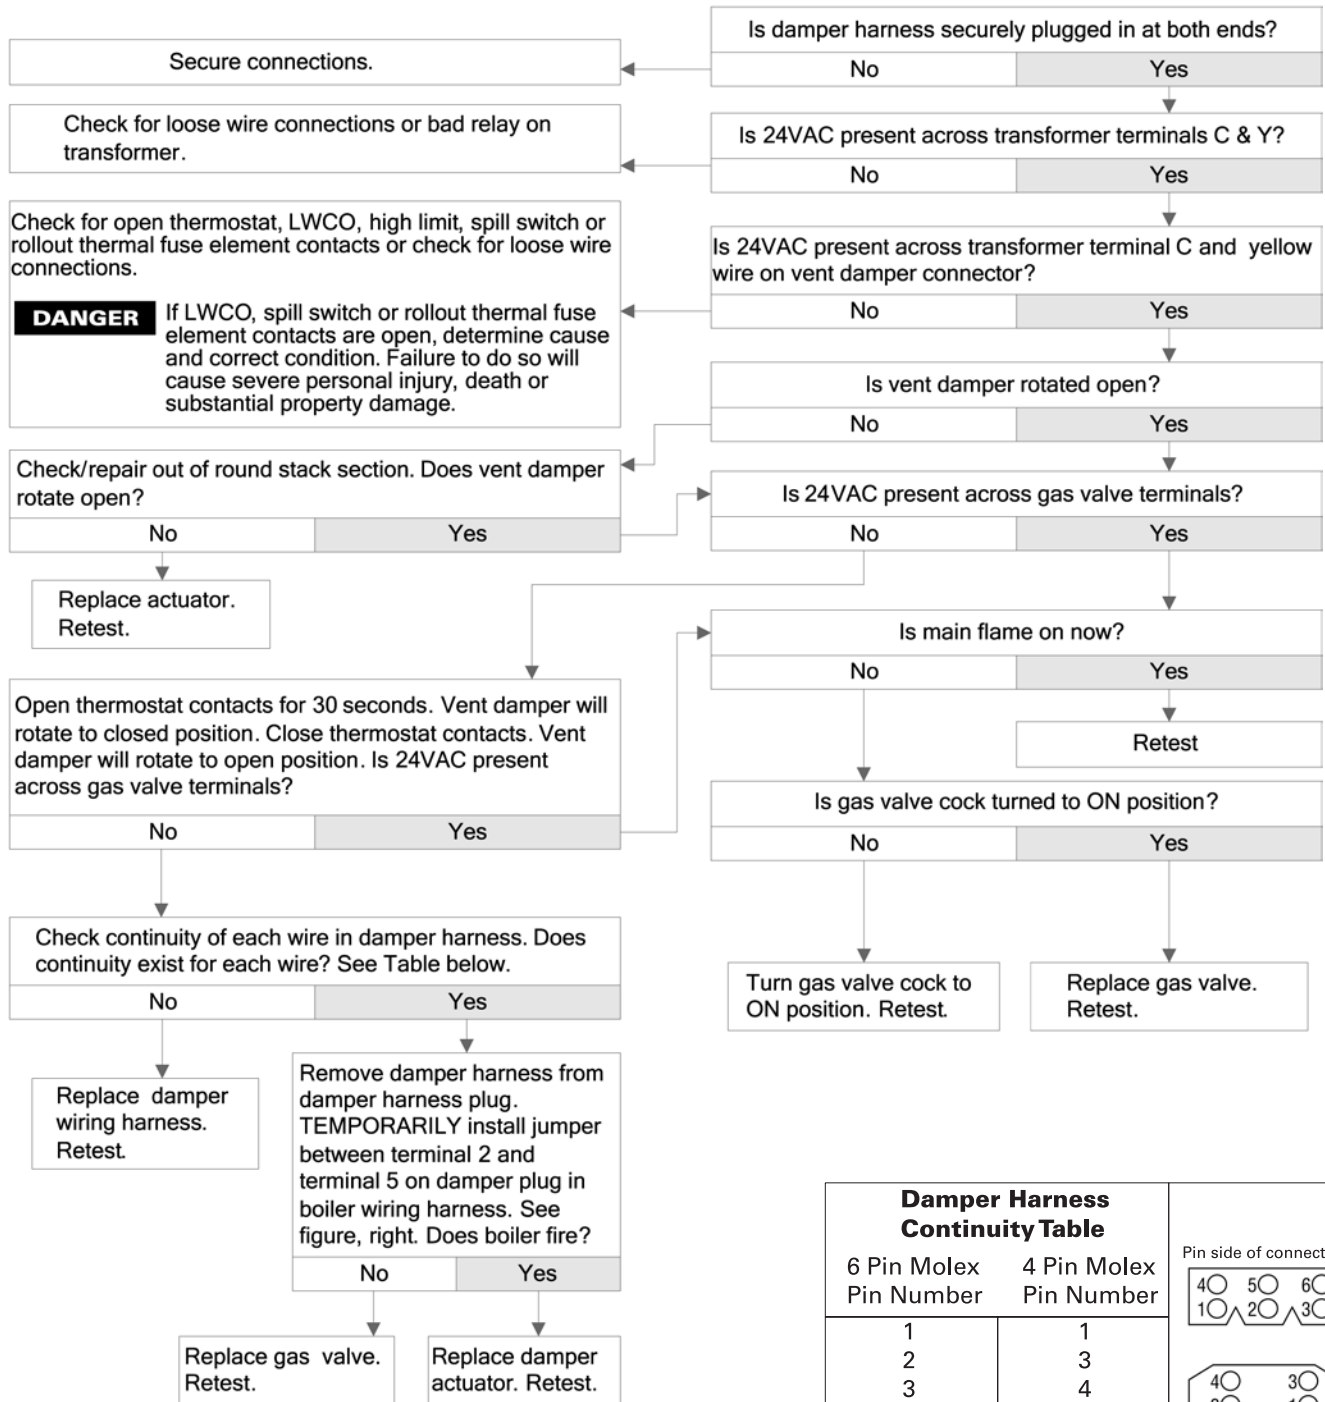 Is damper harness securely plugged in at both ends?
No Yes
Secure connections.
Is 24VAC present across transformer terminals C & Y?
No Yes
Check for loose wire connections or bad relay on
transformer.
Is 24VAC present across transformer terminal C and yellow
wire on vent damper connector?
No Yes
Check for open thermostat, LWCO, high limit, spill switch or
rollout thermal fuse element contacts or check for loose wire
connections.
DANGER
If LWCO, spill switch or rollout thermal fuse
element contacts are open, determine cause
and correct condition. Failure to do so will
cause severe personal injury, death or
substantial property damage.
Is vent damper rotated open?
No Yes
Check/repair out of round stack section. Does vent damper
rotate open?
No Yes
Replace actuator.
Retest.
Is 24VAC present across gas valve terminals?
No Yes
Is main flame on now?
No Yes
Retest
Open thermostat contacts for 30 seconds. Vent damper will
rotate to closed position. Close thermostat contacts. Vent
damper will rotate to open position. Is 24VAC present
across gas valve terminals?
No Yes
Is gas valve cock turned to ON position?
No Yes
Turn gas valve cock to
ON position. Retest.
Replace gas valve.
Retest.
Check continuity of each wire in damper harness. Does
continuity exist for each wire? See Table below.
No Yes
Replace damper
wiring harness.
Retest.
Remove damper harness from
damper harness plug.
TEMPORARILY install jumper
between terminal 2 and
terminal 5 on damper plug in
boiler wiring harness. See
figure, right. Does boiler fire?
No Yes
Replace gas valve.
Retest.
Replace damper
actuator. Retest.
Damper Harness
Continuity Table
6 Pin Molex 4 Pin Molex
Pin Number Pin Number
1 1
2 3
3 4
Pin side of connect
4 5 6
1 2 3
4 3